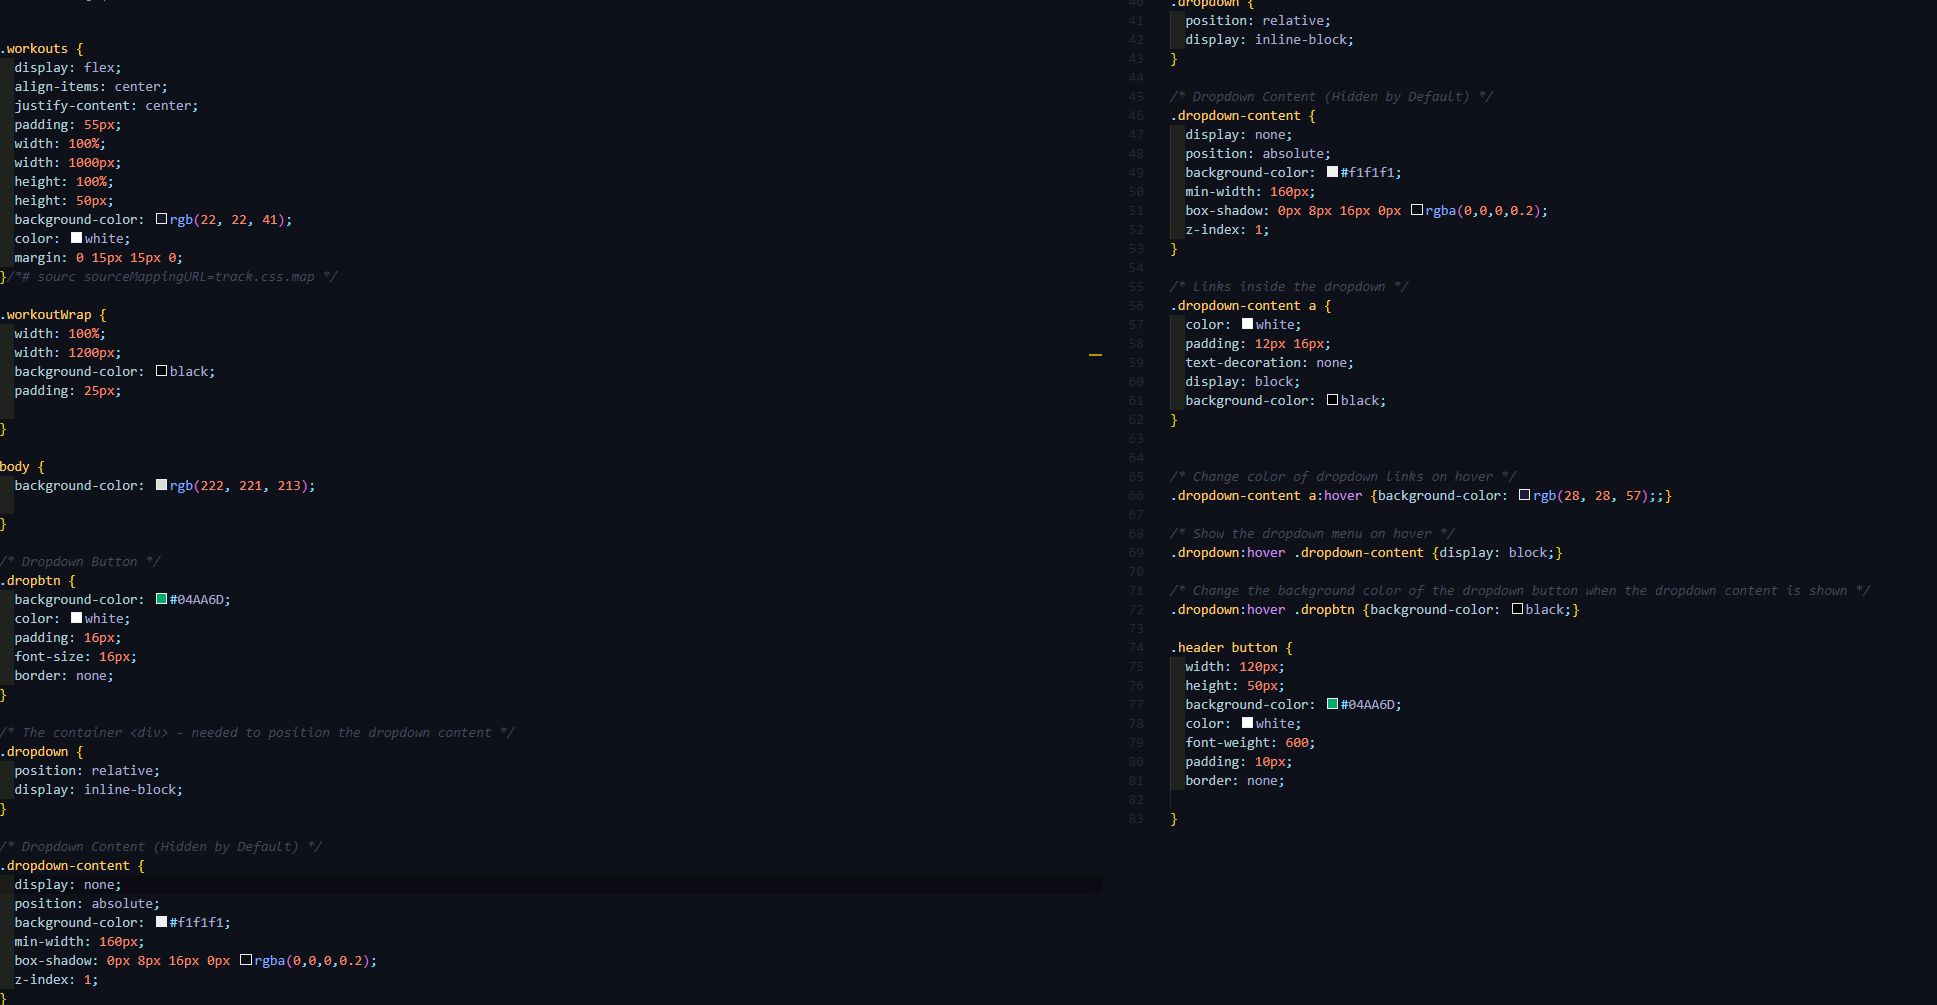 .workouts {
display: flex;
align-items: center;
justify-content: center;
padding: 55px;
width: 100%;
width: 1000px;
height: 100%;
height: 50px;
background-color: rgb(22, 22, 41);
color: white;
margin: 0 15px 15px 0;
}/*# sourc sourceMappingURL=track.css.map */
.workoutWrap {
width: 100%;
width: 1200px;
background-color: black;
padding: 25px;
}
body {
background-color: rgb(222, 221, 213);
}
/* Dropdown Button */
.dropbtn {
background-color: #04AA6D;
color: white;
padding: 16px;
font-size: 16px;
border: none;
}
/* The container <div> - needed to position the dropdown content */
.dropdown {
position: relative;
display: inline-block;
}
/* Dropdown Content (Hidden by Default) */
.dropdown-content {
display: none;
position: absolute;
background-color: #f1f1f1;
min-width: 160px;
box-shadow: 0px 8px 16px 0px rgba(0,0,0,0.2);
z-index: 1;
}
40 .dropdown {
41 position: relative;
42 display: inline-block;
43 }
44
45 /* Dropdown Content (Hidden by Default) */
46 .dropdown-content {
47 display: none;
48 position: absolute;
49 background-color: #f1f1f1;
50 min-width: 160px;
51 box-shadow: 0px 8px 16px 0px rgba(0,0,0,0.2);
52 z-index: 1;
53 }
54
55 /* Links inside the dropdown */
56 .dropdown-content a {
57 color: white;
58 padding: 12px 16px;
59 text-decoration: none;
60 display: block;
61 background-color: black;
62 }
63
64
65 /* Change color of dropdown links on hover */
66 .dropdown-content a:hover {background-color: rgb(28, 28, 57);;}
67
68 /* Show the dropdown menu on hover */
69 .dropdown:hover .dropdown-content {display: block;}
70
71 /* Change the background color of the dropdown button when the dropdown content is shown */
72 .dropdown:hover .dropbtn {background-color: black;}
73
74 .header button {
75 width: 120px;
76 height: 50px;
77 background-color: #04AA6D;
78 color: white;
79 font-weight: 600;
80 padding: 10px;
81 border: none;
82
83 }